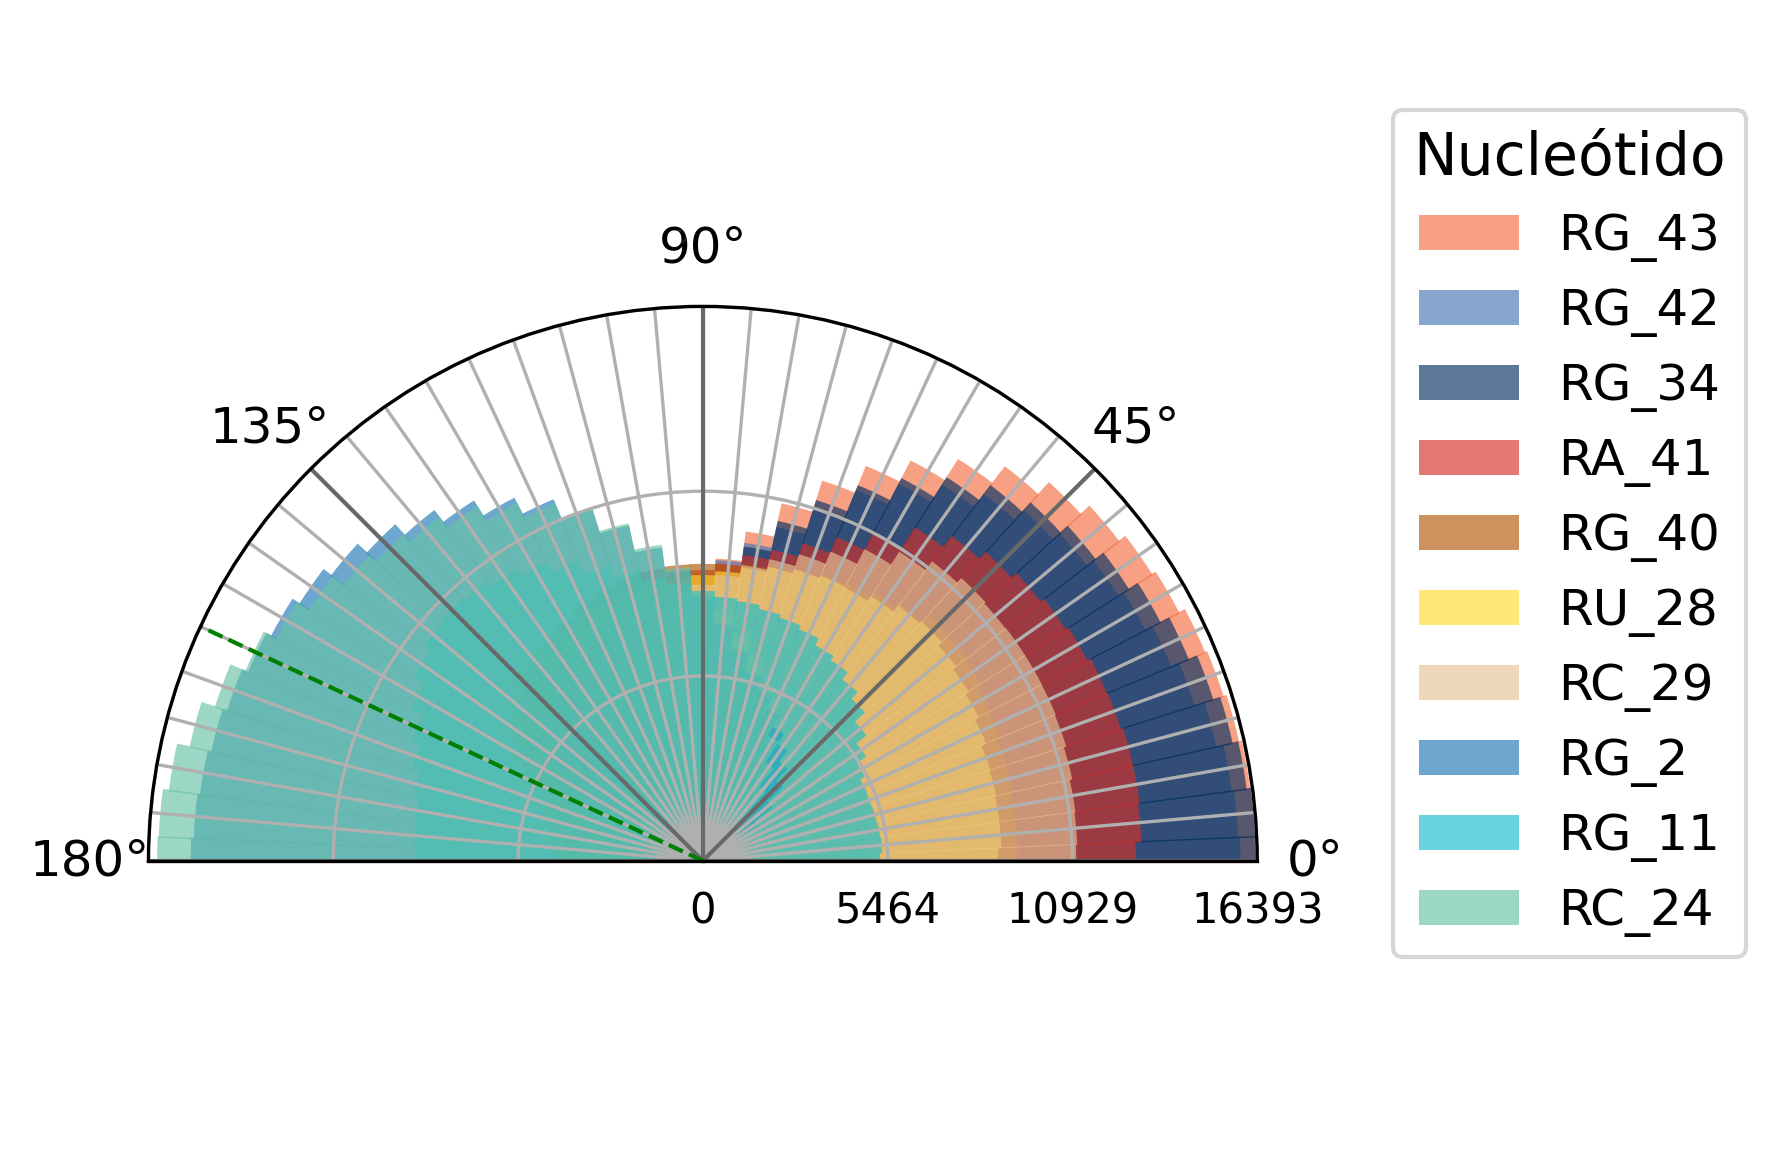 90°
135°
45°
180°
0°
0
5464
10929
16393
Nucleótido
RG_43
RG_42
RG_34
RA_41
RG_40
RU_28
RC_29
RG_2
RG_11
RC_24